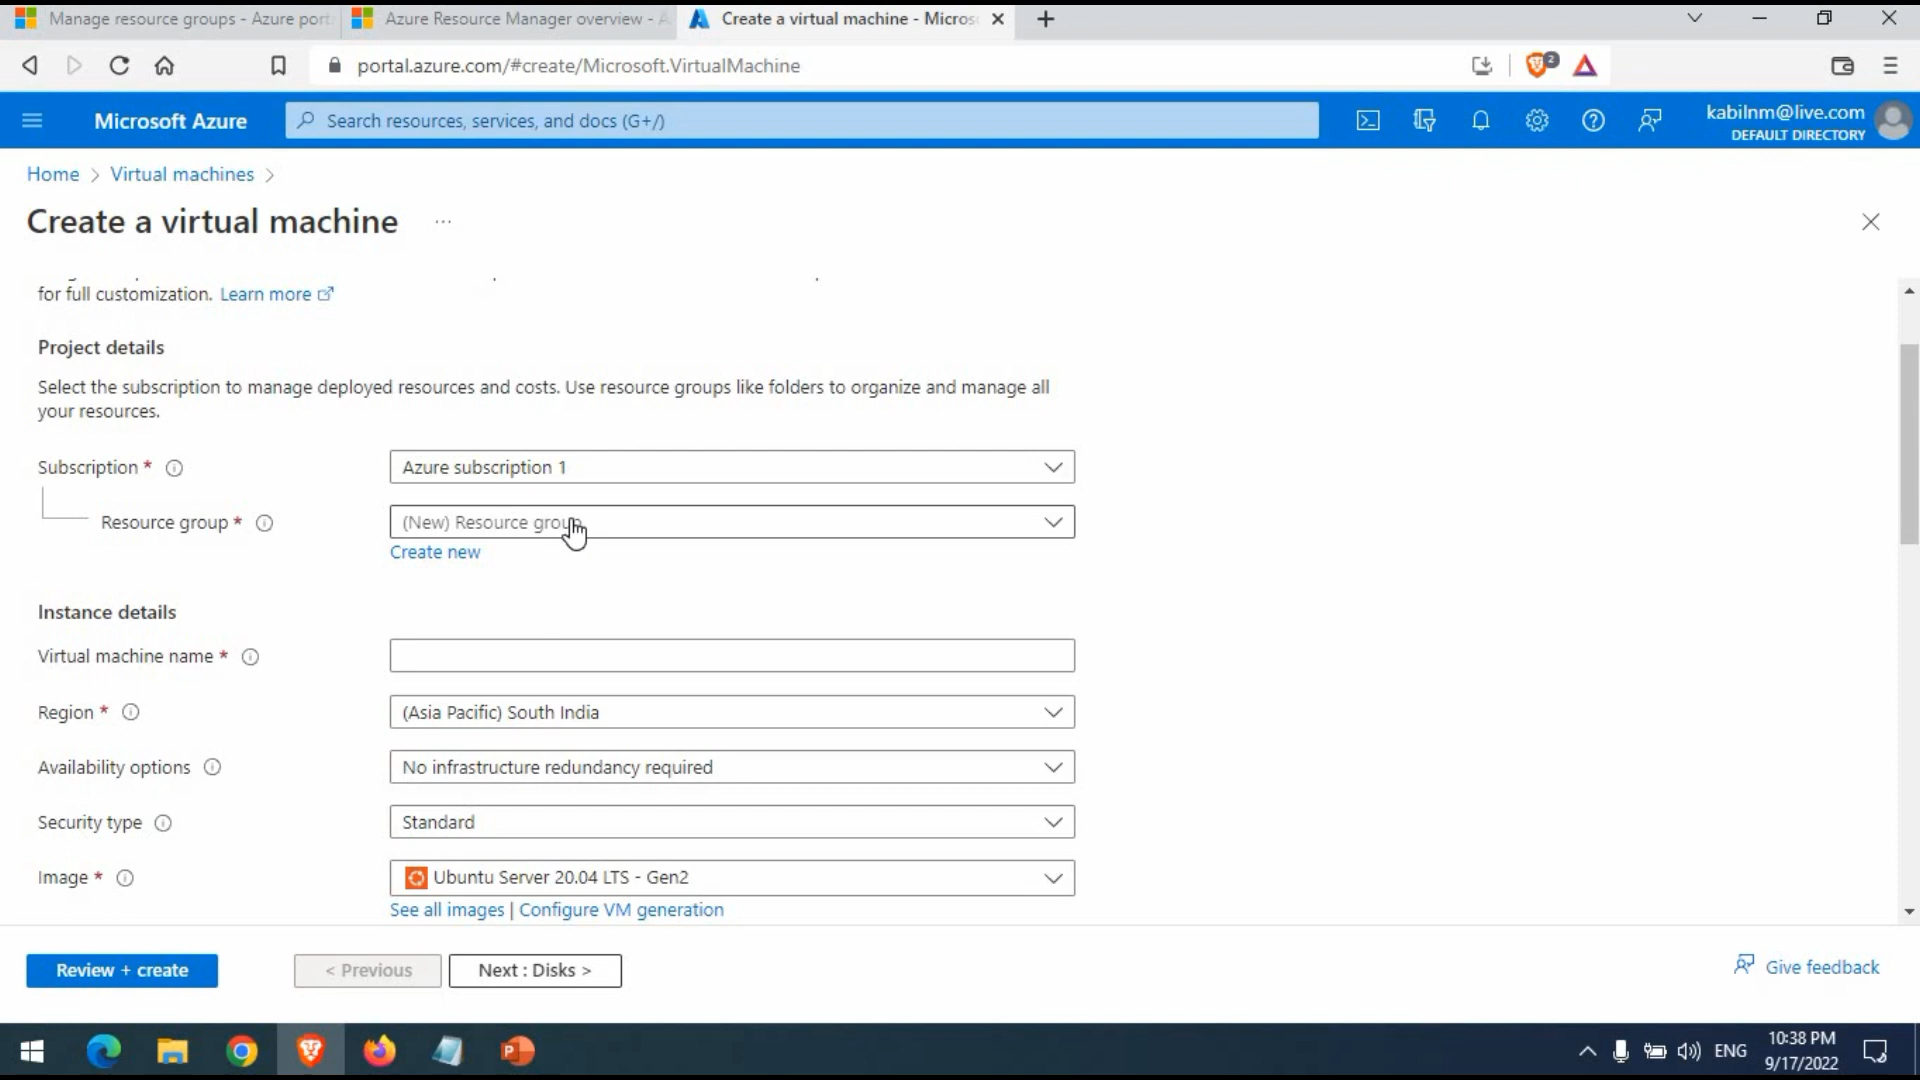 Manage resource groups - Azure port
Azure Resource Manager overview - A
Create a virtual machine - Micros
portal.azure.com/#create/Microsoft.VirtualMachine
2
Microsoft Azure
Search resources, services, and docs (G+/)
kabilnm@live.com
DEFAULT DIRECTORY
Home > Virtual machines >
Create a virtual machine ...
for full customization. Learn more
Project details
Select the subscription to manage deployed resources and costs. Use resource groups like folders to organize and manage all
your resources.
Subscription *
Azure subscription 1
Resource group *
(New) Resource group
Create new
Instance details
Virtual machine name *
Region *
(Asia Pacific) South India
Availability options
No infrastructure redundancy required
Security type
Standard
Image *
Ubuntu Server 20.04 LTS - Gen2
See all images | Configure VM generation
Review + create
< Previous
Next : Disks >
Give feedback
ENG
10:38 PM
9/17/2022